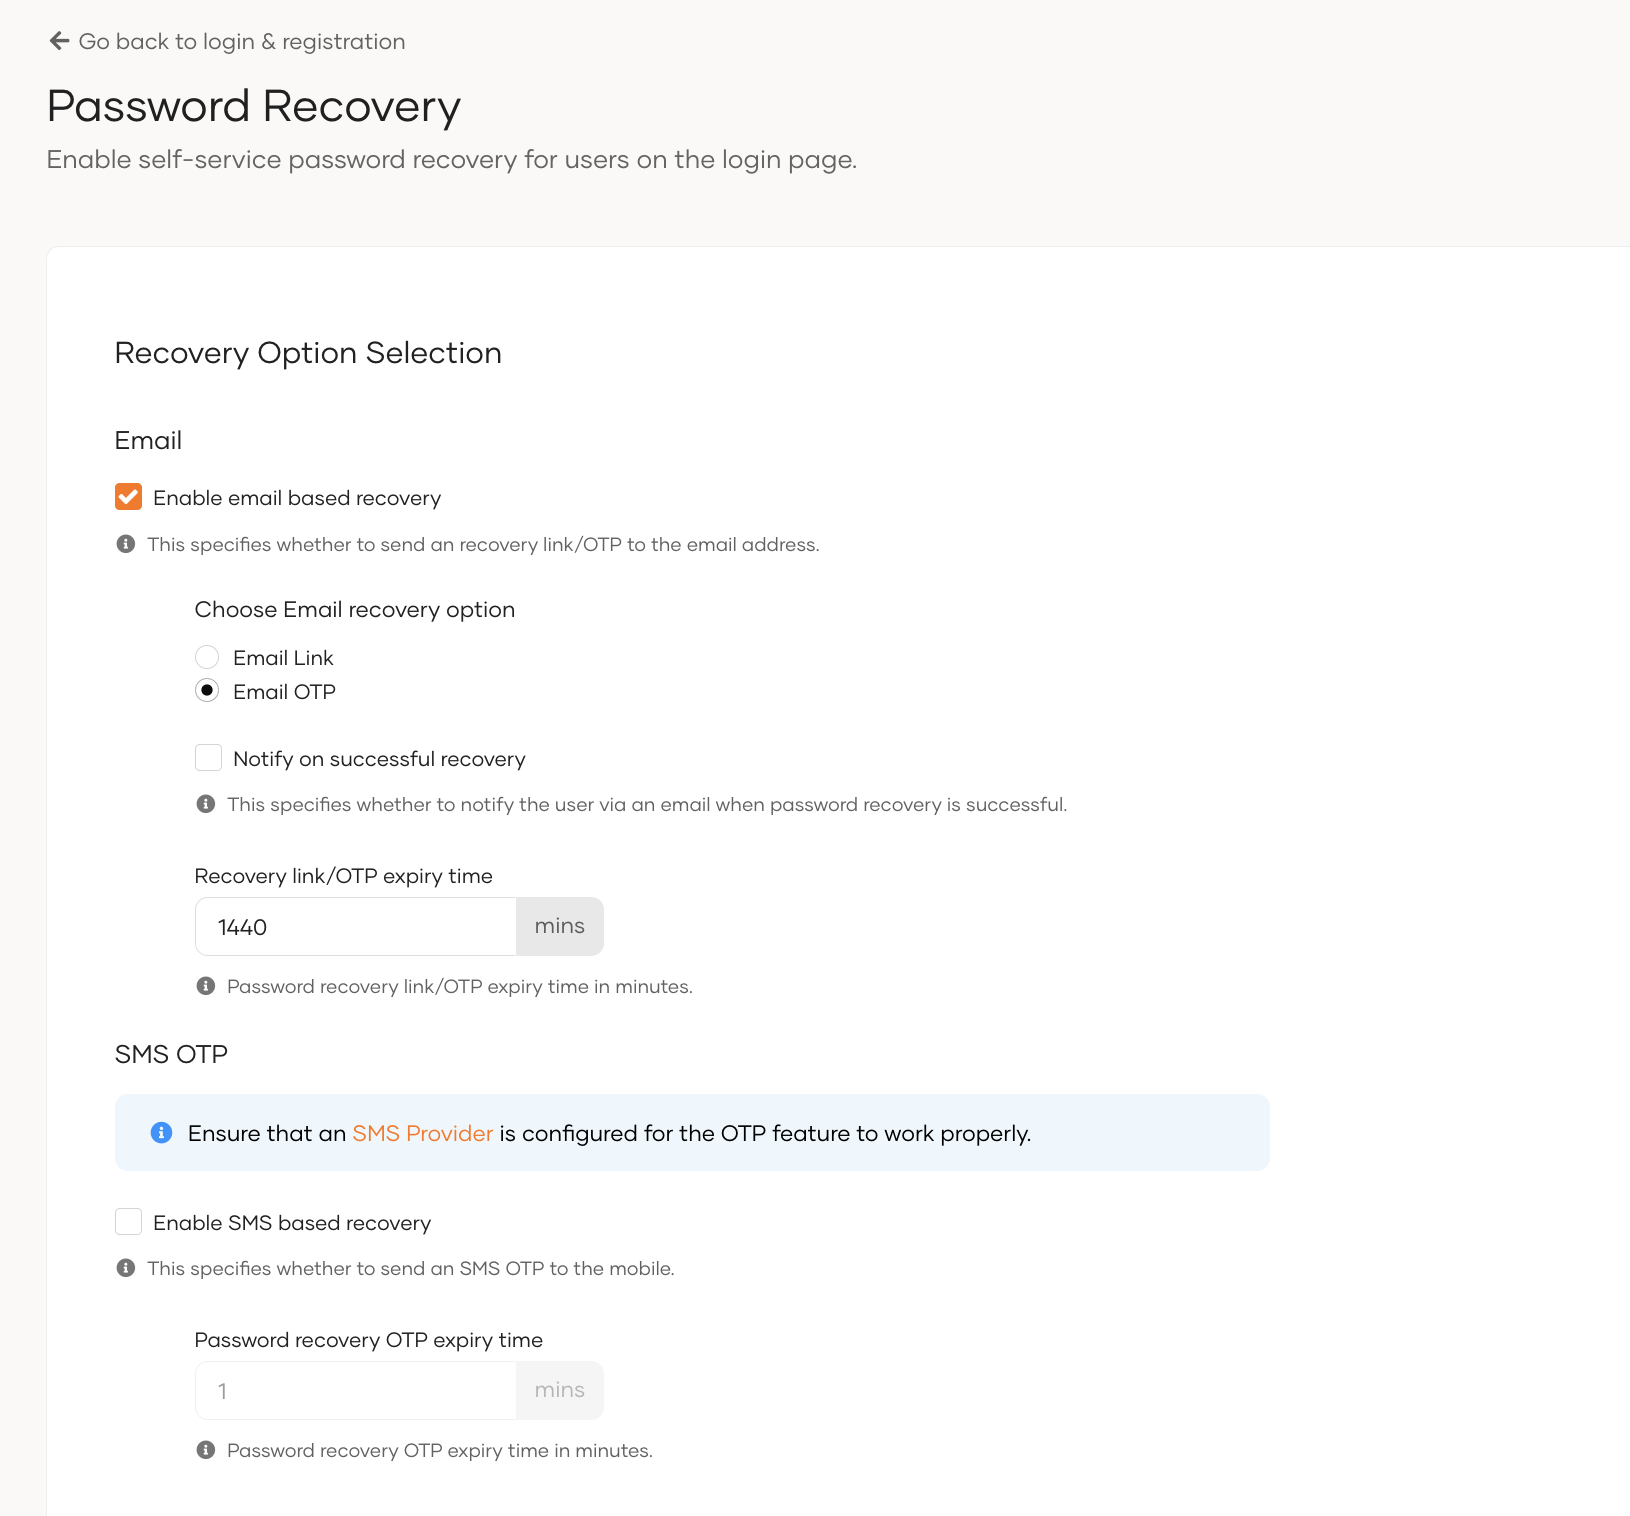 Go back to login & registration
Password Recovery
Enable self-service password recovery for users on the login page.
Recovery Option Selection
Email
Enable email based recovery
This specifies whether to send an recovery link/OTP to the email address.
Choose Email recovery option
Email Link
Email OTP
Notify on successful recovery
This specifies whether to notify the user via an email when password recovery is successful.
Recovery link/OTP expiry time
1440 mins
Password recovery link/OTP expiry time in minutes.
SMS OTP
Ensure that an SMS Provider is configured for the OTP feature to work properly.
Enable SMS based recovery
This specifies whether to send an SMS OTP to the mobile.
Password recovery OTP expiry time
1 mins
Password recovery OTP expiry time in minutes.